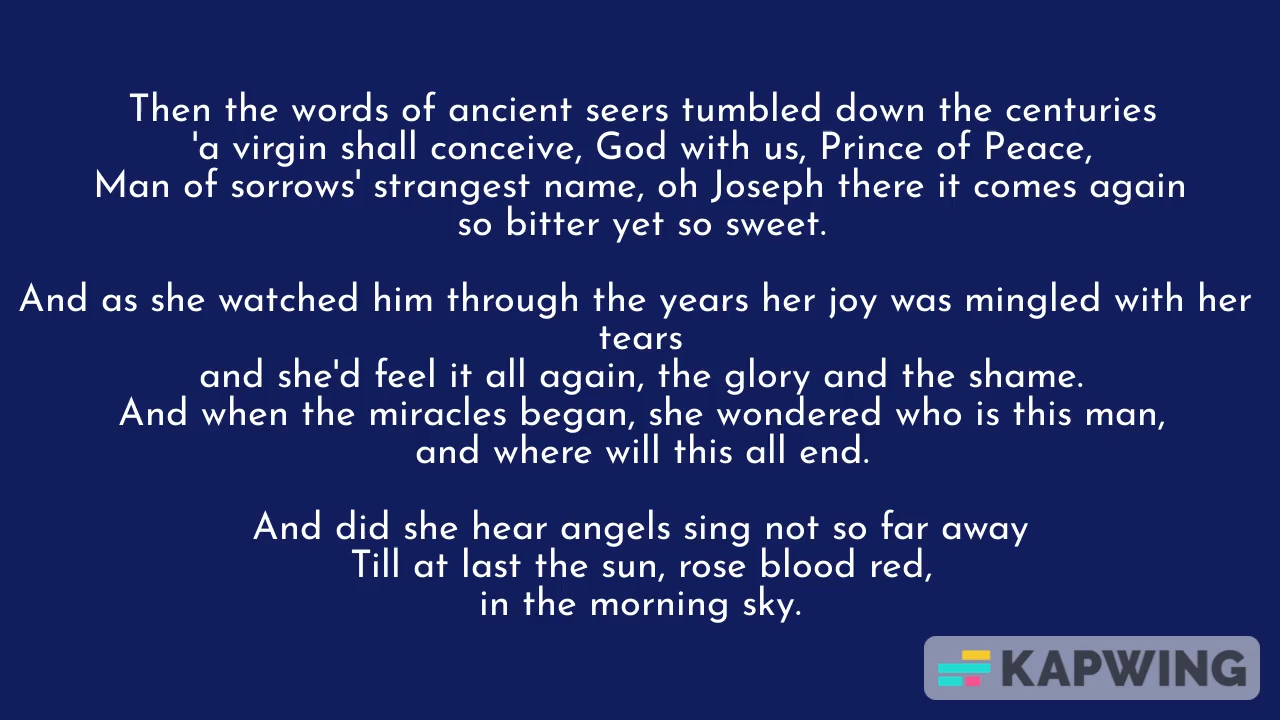 Then the words of ancient seers tumbled down the centuries
'a virgin shall conceive, God with us, Prince of Peace,
Man of sorrows' strangest name, oh Joseph there it comes again
so bitter yet so sweet.
And as she watched him through the years her joy was mingled with her
tears
and she'd feel it all again, the glory and the shame.
And when the miracles began, she wondered who is this man,
and where will this all end.
And did she hear angels sing not so far away
Till at last the sun, rose blood red,
in the morning sky.
KAPWING